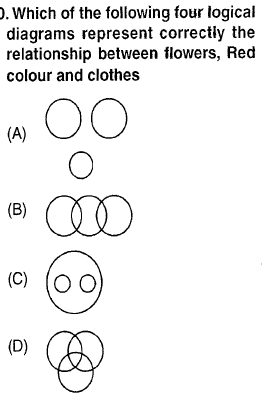 0. Which of the following four logical
diagrams represent correctly the
relationship between flowers, Red
colour and clothes
(A)
(B)
(C)
(D)